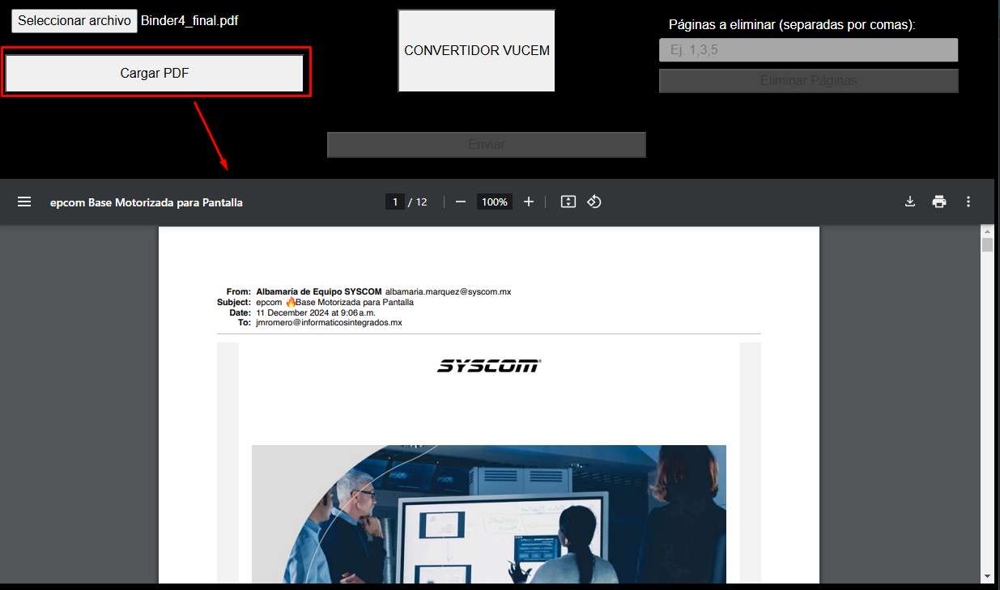 Seleccionar archivo Binder4_final.pdf
Cargar PDF
CONVERTIDOR VUCEM
Páginas a eliminar (separadas por comas):
Ej. 1,3,5
Eliminar Páginas
Enviar
epcom Base Motorizada para Pantalla
1 / 12
100%
From: Albamaría de Equipo SYSCOM albamaria.marquez@syscom.mx
Subject: epcom 🔥Base Motorizada para Pantalla
Date: 11 December 2024 at 9:06 a.m.
To: jmromero@informaticosintegrados.mx
SYSCOM